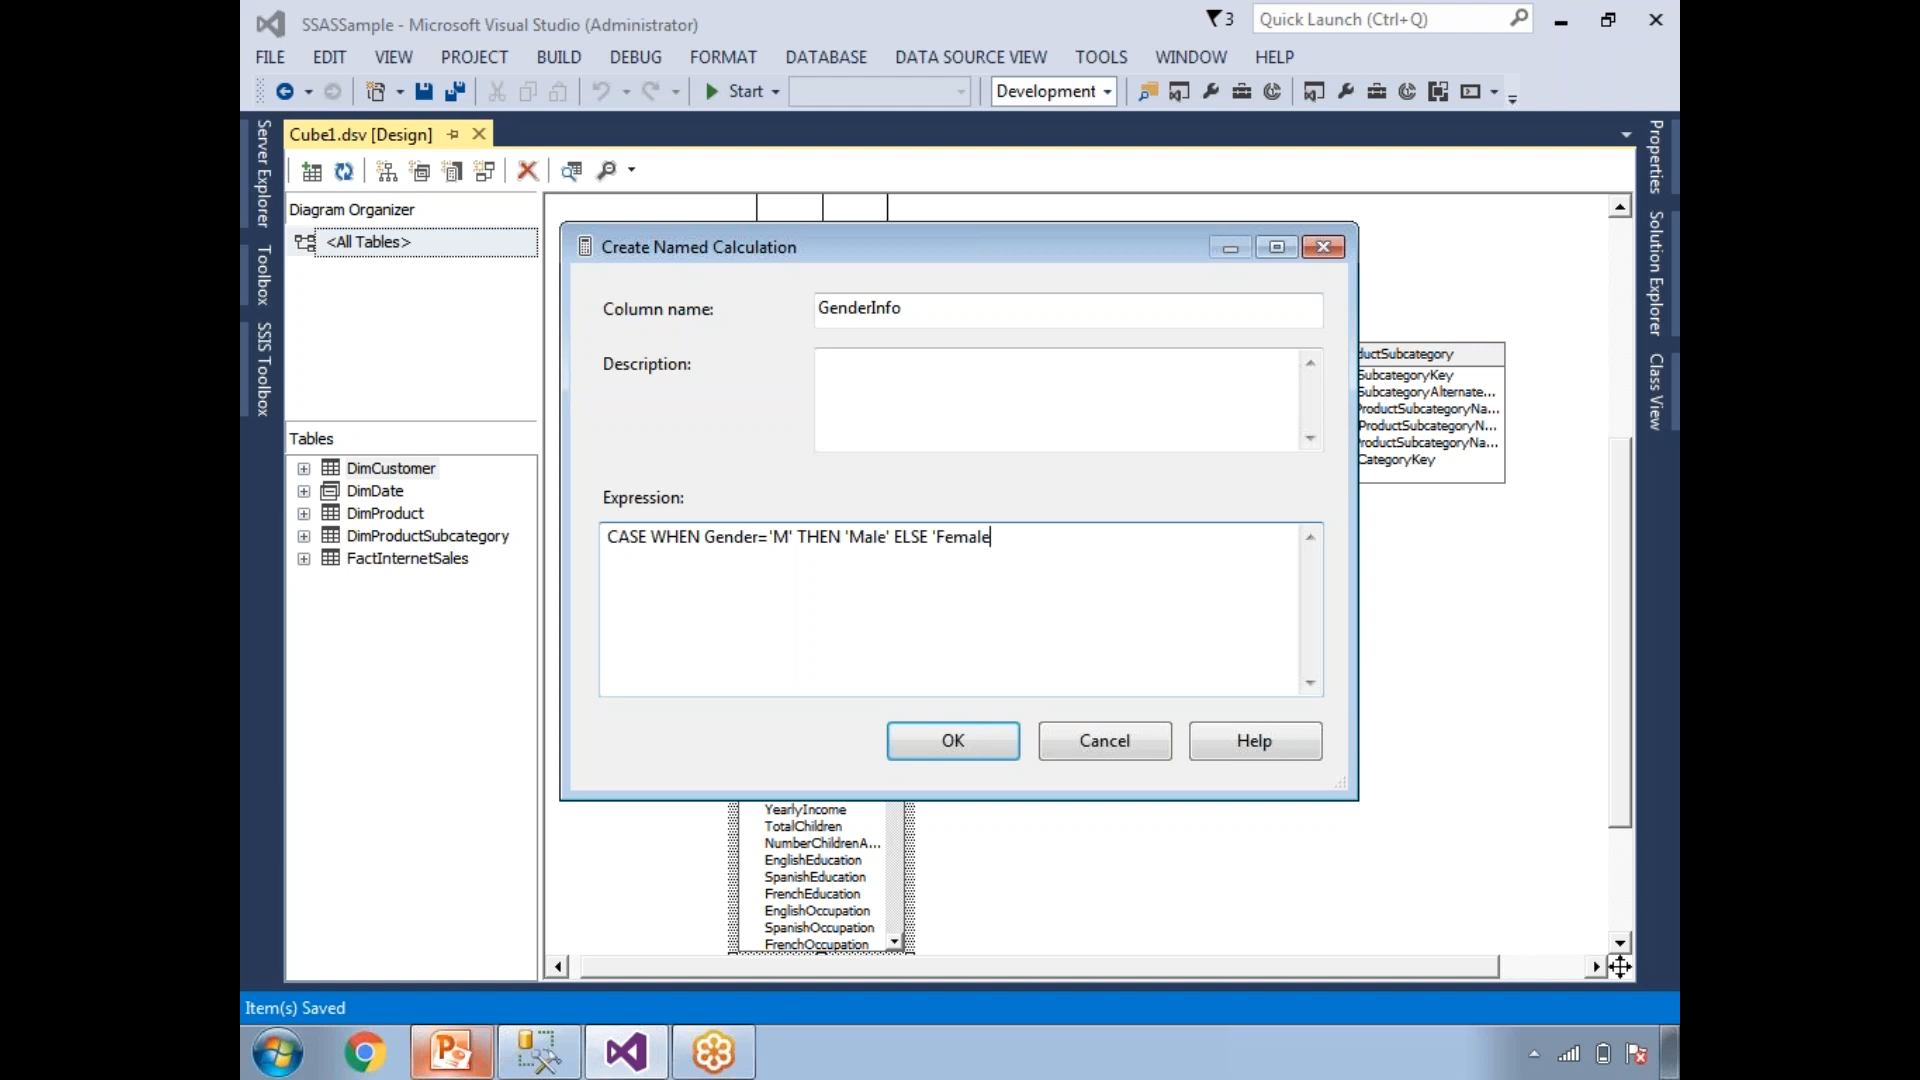 SSASSample - Microsoft Visual Studio (Administrator)
3
Quick Launch (Ctrl+Q)
FILE EDIT VIEW PROJECT BUILD DEBUG FORMAT DATABASE DATA SOURCE VIEW TOOLS WINDOW HELP
Start
Development
Server Explorer
Toolbox
SSIS Toolbox
Cube1.dsv [Design]
Diagram Organizer
<All Tables>
Tables
DimCustomer
DimDate
DimProduct
DimProductSubcategory
FactInternetSales
Create Named Calculation
Column name:
GenderInfo
Description:
Expression:
CASE WHEN Gender='M' THEN 'Male' ELSE 'Female
OK
Cancel
Help
ductSubcategory
SubcategoryKey
SubcategoryAlternate...
ProductSubcategoryNa...
ProductSubcategoryN...
ProductSubcategoryNa...
CategoryKey
YearlyIncome
TotalChildren
NumberChildrenA...
EnglishEducation
SpanishEducation
FrenchEducation
EnglishOccupation
SpanishOccupation
FrenchOccupation
Properties
Solution Explorer
Class View
Item(s) Saved